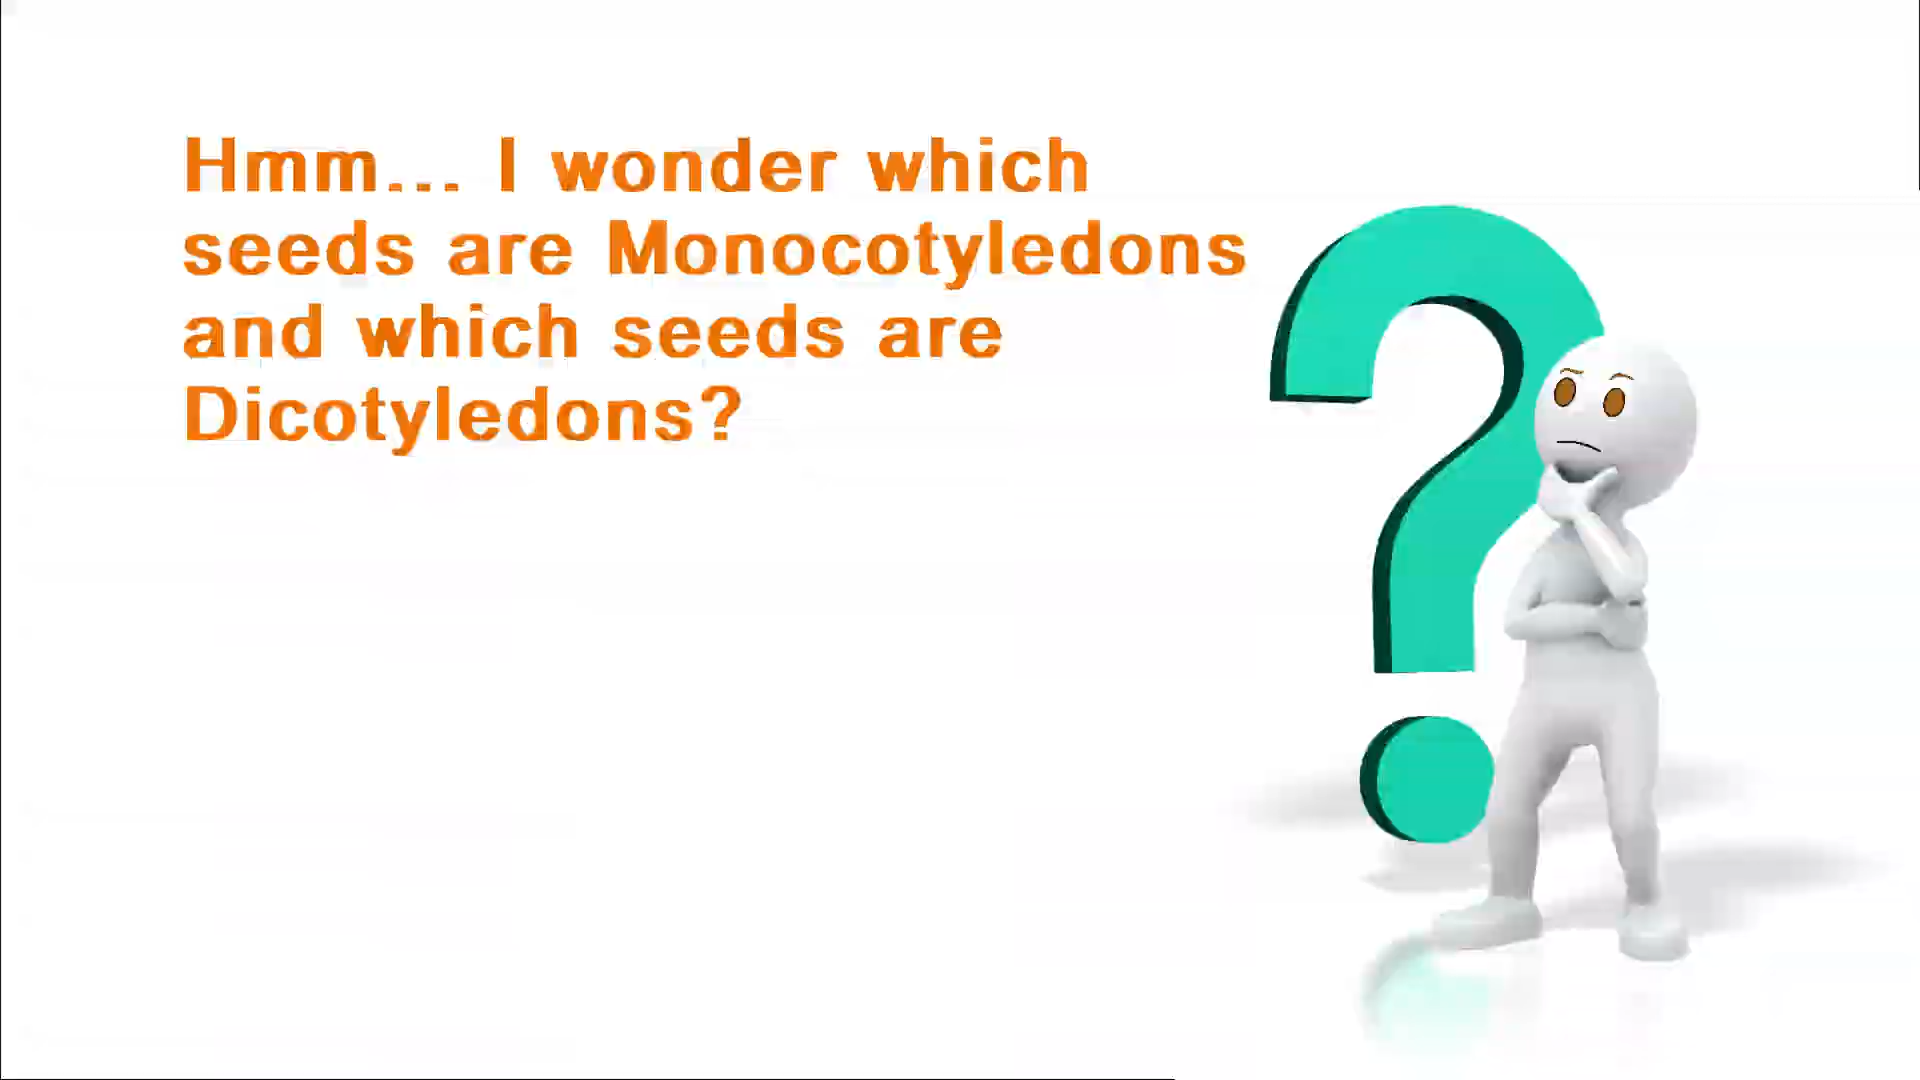 Hmm... I wonder which
seeds are Monocotyledons
and which seeds are
Dicotyledons?